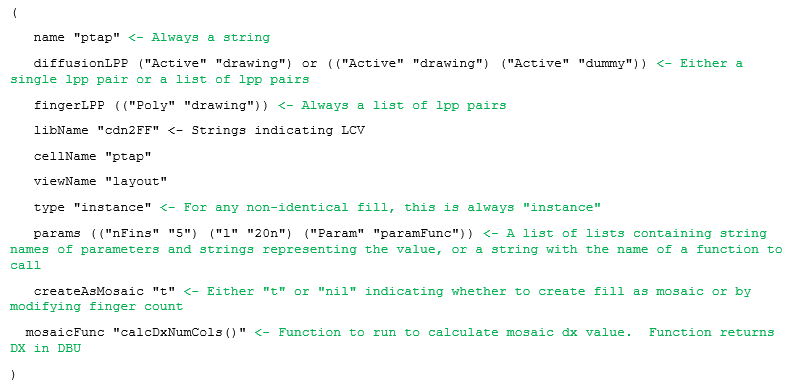 (
name "ptap" <- Always a string
diffusionLPP ("Active" "drawing") or (("Active" "drawing") ("Active" "dummy")) <- Either a
single lpp pair or a list of lpp pairs
fingerLPP (("Poly" "drawing")) <- Always a list of lpp pairs
libName "cdn2FF" <- Strings indicating LCV
cellName "ptap"
viewName "layout"
type "instance" <- For any non-identical fill, this is always "instance"
params (("nFins" "5") ("l" "20n") ("Param" "paramFunc")) <- A list of lists containing string
names of parameters and strings representing the value, or a string with the name of a function to
call
createAsMosaic "t" <- Either "t" or "nil" indicating whether to create fill as mosaic or by
modifying finger count
mosaicFunc "calcDxNumCols()" <- Function to run to calculate mosaic dx value.  Function returns
DX in DBU
)